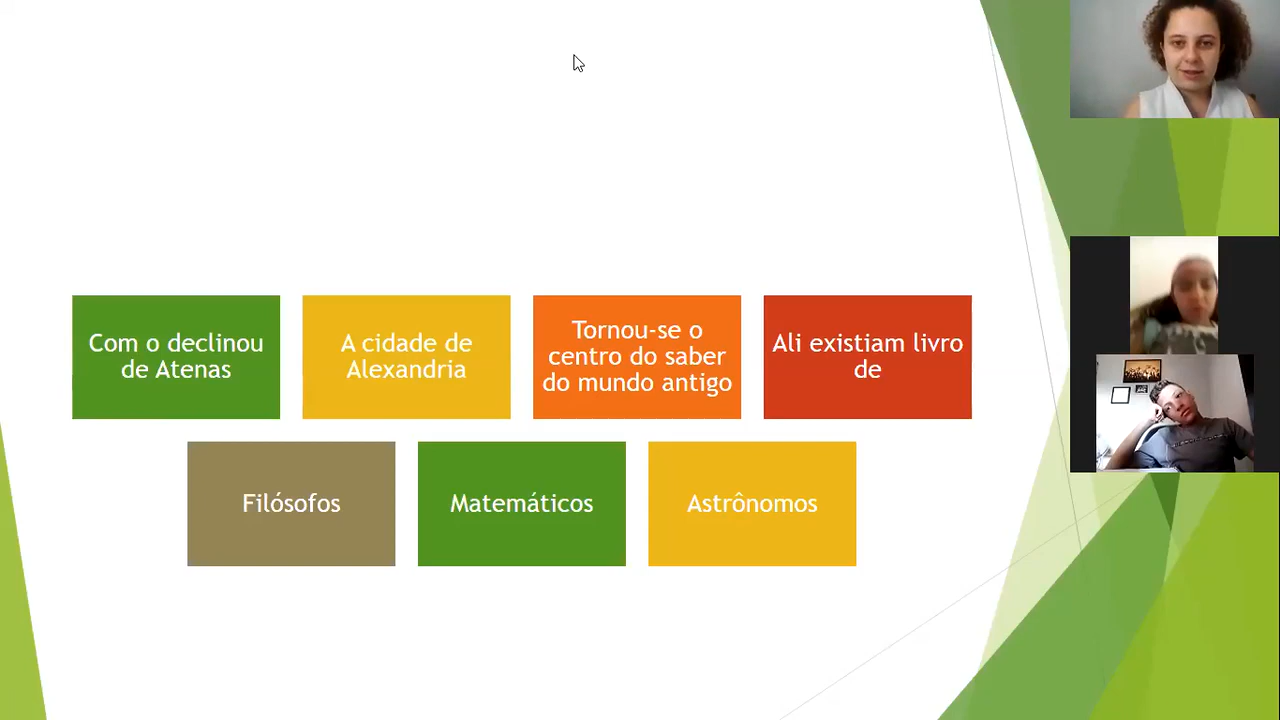 Com o declinou
de Atenas
A cidade de
Alexandria
Tornou-se o
centro do saber
do mundo antigo
Ali existiam livro
de
Filósofos
Matemáticos
Astrônomos